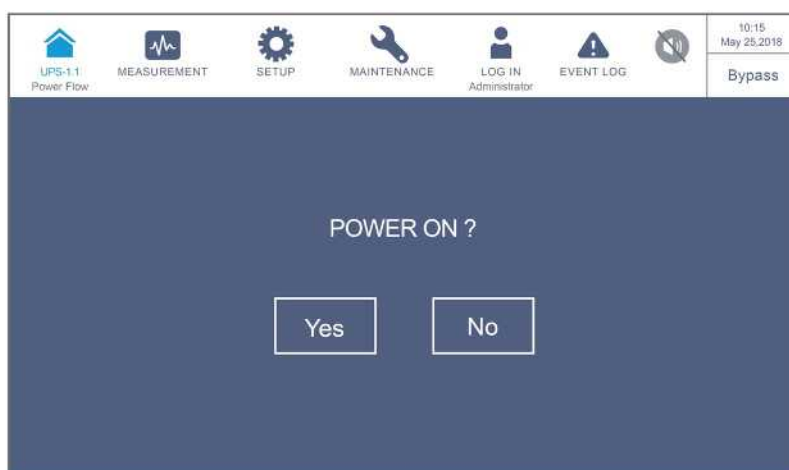 UPS-1.1
Power Flow
MEASUREMENT
SETUP
MAINTENANCE
LOG IN
Administrator
EVENT LOG
10:15
May 25,2018
Bypass
POWER ON ?
Yes
No